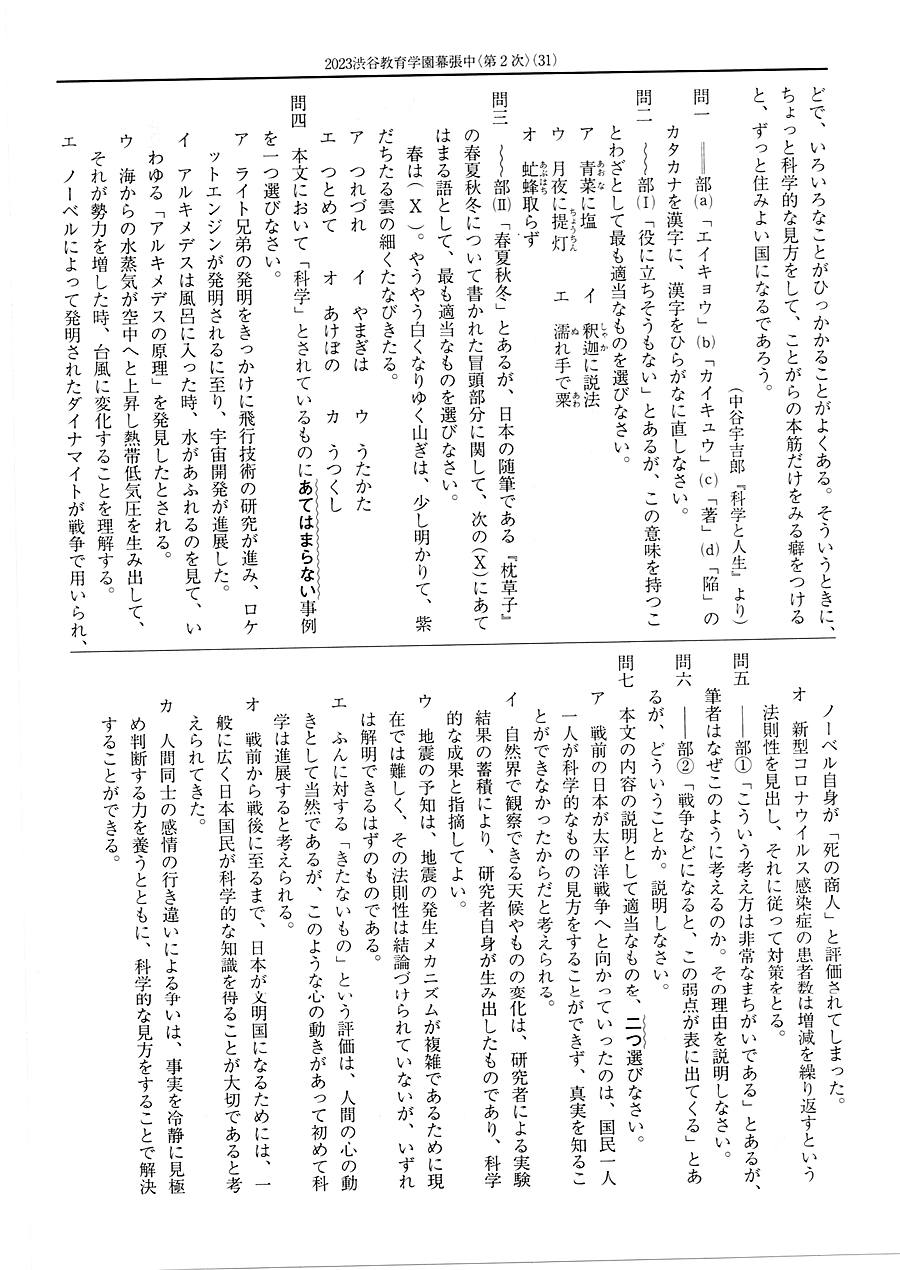 2023渋谷教育学園幕張中〈第2次〉(31)
どで、いろいろなことがひっかかることがよくある。そういうときに、
ちょっと科学的な見方をして、ことがらの本筋だけをみる癖をつける
と、ずっと住みよい国になるであろう。
(中谷宇吉郎『科学と人生』より)
問一 ══部(a)「エイキョウ」(b)「カイキュウ」(c)「著」(d)「陥」の
カタカナを漢字に、漢字をひらがなに直しなさい。
問二 〜〜部(Ⅰ)「役に立ちそうもない」とあるが、この意味を持つこ
とわざとして最も適当なものを選びなさい。
ア 青菜に塩 イ 釈迦に説法
ウ 月夜に提灯 エ 濡れ手で粟
オ 虻蜂取らず
問三 〜〜部(Ⅱ)「春夏秋冬」とあるが、日本の随筆である『枕草子』
の春夏秋冬について書かれた冒頭部分に関して、次の(X)にあて
はまる語として、最も適当なものを選びなさい。
春は(X)。やうやう白くなりゆく山ぎは、少し明かりて、紫
だちたる雲の細くたなびきたる。
ア つれづれ イ やまぎは ウ うたかた
エ つとめて オ あけぼの カ うつくし
問四 本文において「科学」とされているものにあてはまらない事例
を一つ選びなさい。
ア ライト兄弟の発明をきっかけに飛行技術の研究が進み、ロケ
ットエンジンが発明されるに至り、宇宙開発が進展した。
イ アルキメデスは風呂に入った時、水があふれるのを見て、い
わゆる「アルキメデスの原理」を発見したとされる。
ウ 海からの水蒸気が空中へと上昇し熱帯低気圧を生み出して、
それが勢力を増した時、台風に変化することを理解する。
エ ノーベルによって発明されたダイナマイトが戦争で用いられ、
ノーベル自身が「死の商人」と評価されてしまった。
オ 新型コロナウイルス感染症の患者数は増減を繰り返すという
法則性を見出し、それに従って対策をとる。
問五 ──部①「こういう考え方は非常なまちがいである」とあるが、
筆者はなぜこのように考えるのか。その理由を説明しなさい。
問六 ──部②「戦争などになると、この弱点が表に出てくる」とあ
るが、どういうことか。説明しなさい。
問七 本文の内容の説明として適当なものを、二つ選びなさい。
ア 戦前の日本が太平洋戦争へと向かっていったのは、国民一人
一人が科学的なものの見方をすることができず、真実を知るこ
とができなかったからだと考えられる。
イ 自然界で観察できる天候やものの変化は、研究者による実験
結果の蓄積により、研究者自身が生み出したものであり、科学
的な成果と指摘してよい。
ウ 地震の予知は、地震の発生メカニズムが複雑であるために現
在では難しく、その法則性は結論づけられていないが、いずれ
は解明できるはずのものである。
エ ふんに対する「きたないもの」という評価は、人間の心の動
きとして当然であるが、このような心の動きがあって初めて科
学は進展すると考えられる。
オ 戦前から戦後に至るまで、日本が文明国になるためには、一
般に広く日本国民が科学的な知識を得ることが大切であると考
えられてきた。
カ 人間同士の感情の行き違いによる争いは、事実を冷静に見極
め判断する力を養うとともに、科学的な見方をすることで解決
することができる。